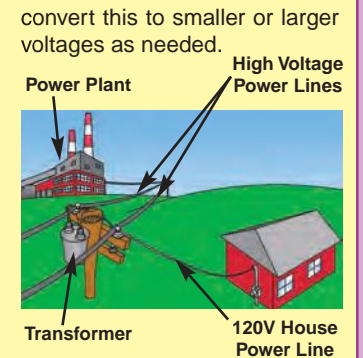 convert this to smaller or larger
voltages as needed.
High Voltage
Power Lines
Power Plant
Transformer
120V House
Power Line